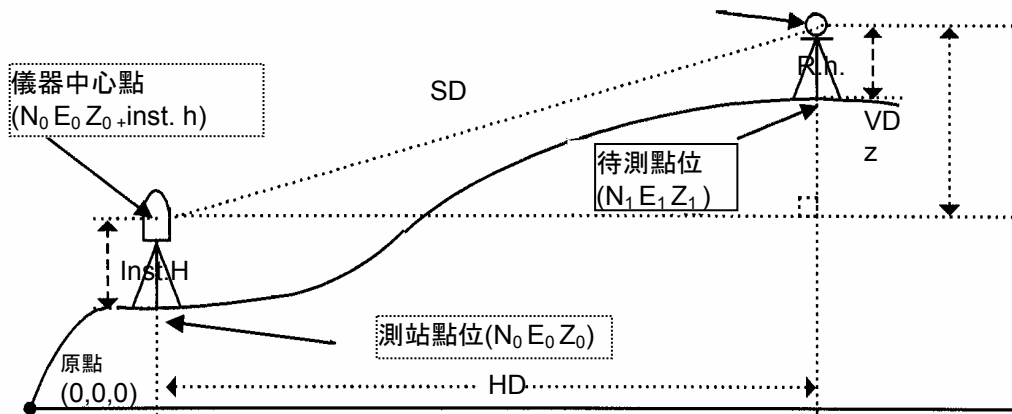 儀器中心點
(N₀ E₀ Z₀ +inst. h)
SD
R.h.
VD
z
待測點位
(N₁ E₁ Z₁)
Inst.H
測站點位(N₀ E₀ Z₀)
原點
(0,0,0)
HD